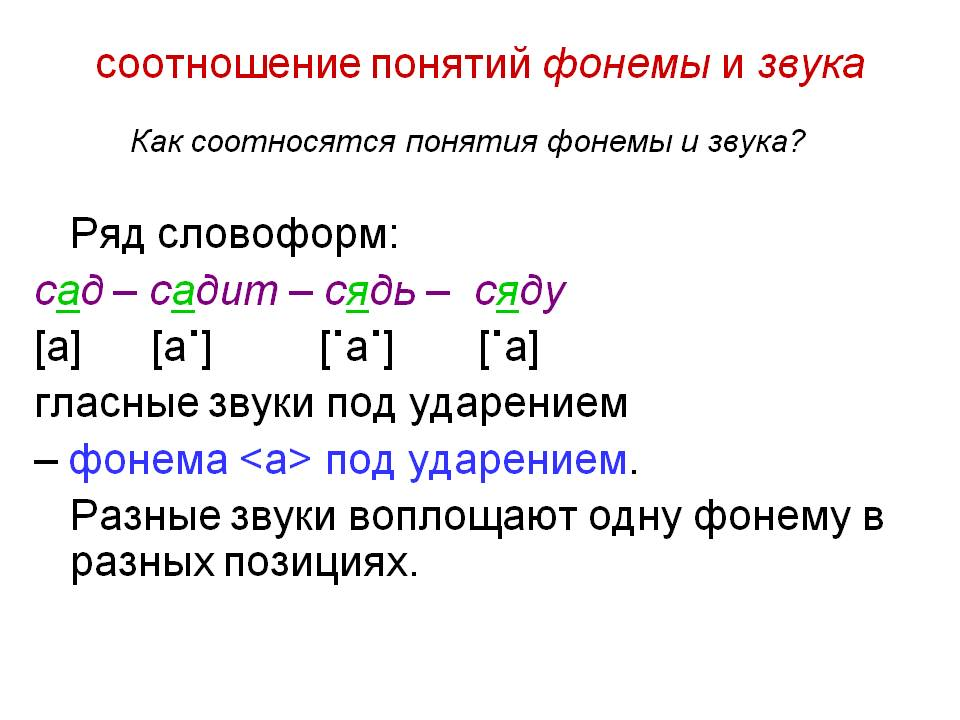 соотношение понятий фонемы и звука
Как соотносятся понятия фонемы и звука?
Ряд словоформ:
сад – садит – сядь – сяду
[а] [а˙] [˙а˙] [˙а]
гласные звуки под ударением
– фонема <а> под ударением.
Разные звуки воплощают одну фонему в
разных позициях.